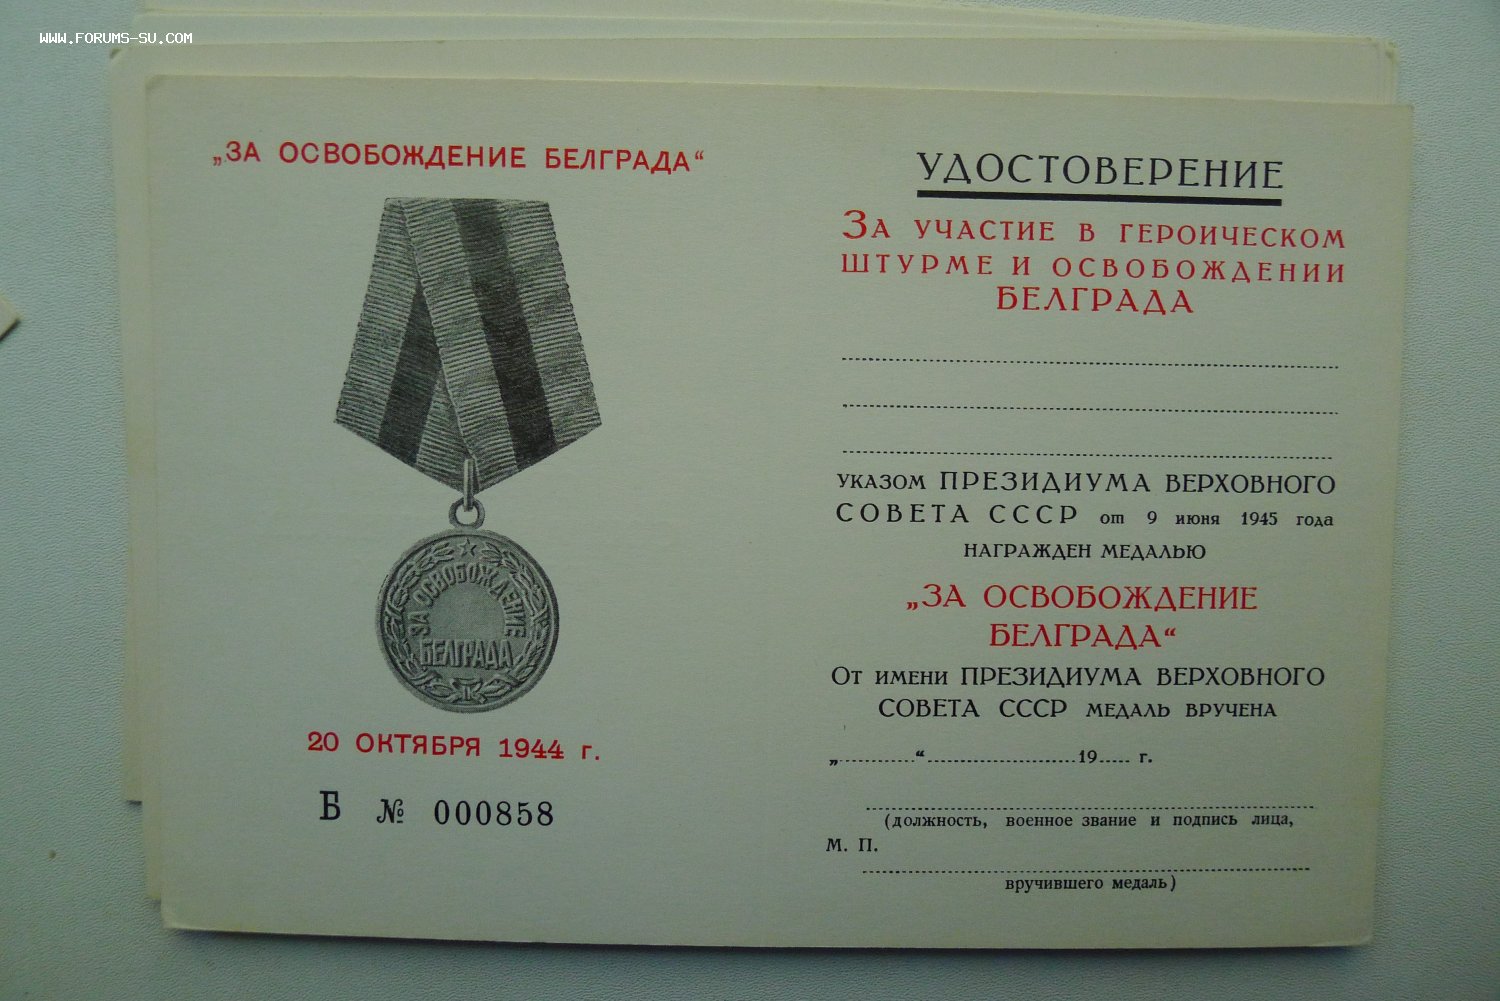 WWW.FORUMS-SU.COM
„ЗА ОСВОБОЖДЕНИЕ БЕЛГРАДА“
ЗА ОСВОБОЖДЕНИЕ
БЕЛГРАДА
20 ОКТЯБРЯ 1944 г.
Б № 000858
УДОСТОВЕРЕНИЕ
ЗА УЧАСТИЕ В ГЕРОИЧЕСКОМ
ШТУРМЕ И ОСВОБОЖДЕНИИ
БЕЛГРАДА
УКАЗОМ ПРЕЗИДИУМА ВЕРХОВНОГО
СОВЕТА СССР от 9 июня 1945 года
НАГРАЖДЕН МЕДАЛЬЮ
„ЗА ОСВОБОЖДЕНИЕ
БЕЛГРАДА“
ОТ ИМЕНИ ПРЕЗИДИУМА ВЕРХОВНОГО
СОВЕТА СССР МЕДАЛЬ ВРУЧЕНА
„............“........................19..... г.
(должность, военное звание и подпись лица,
М. П.
вручившего медаль)